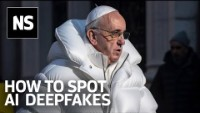 NS
HOW TO SPOT
AI DEEPFAKES